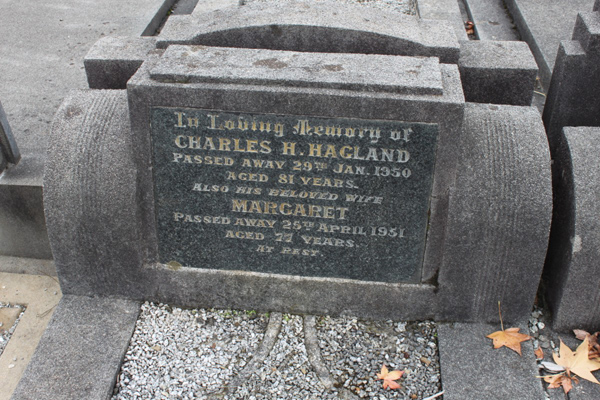 In Loving Memory of
CHARLES H. HAGLAND
PASSED AWAY 29TH JAN. 1950
AGED 81 YEARS.
ALSO HIS BELOVED WIFE
MARGARET
PASSED AWAY 25TH APRIL 1951
AGED 77 YEARS.
AT REST.